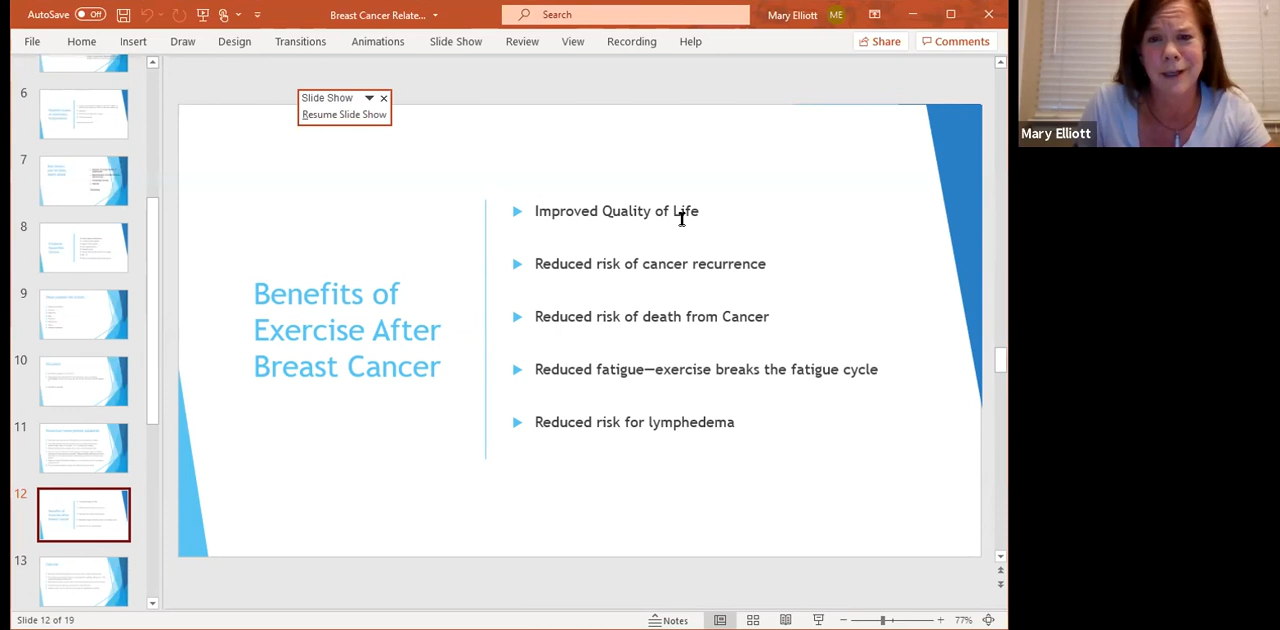 AutoSave Off Breast Cancer Relate... Search Mary Elliott ME
File Home Insert Draw Design Transitions Animations Slide Show Review View Recording Help Share Comments
Slide Show
Resume Slide Show
Mary Elliott
6
7
8
9
10
11
12
13
Benefits of
Exercise After
Breast Cancer
Improved Quality of Life
Reduced risk of cancer recurrence
Reduced risk of death from Cancer
Reduced fatigue—exercise breaks the fatigue cycle
Reduced risk for lymphedema
Slide 12 of 19 Notes 77%